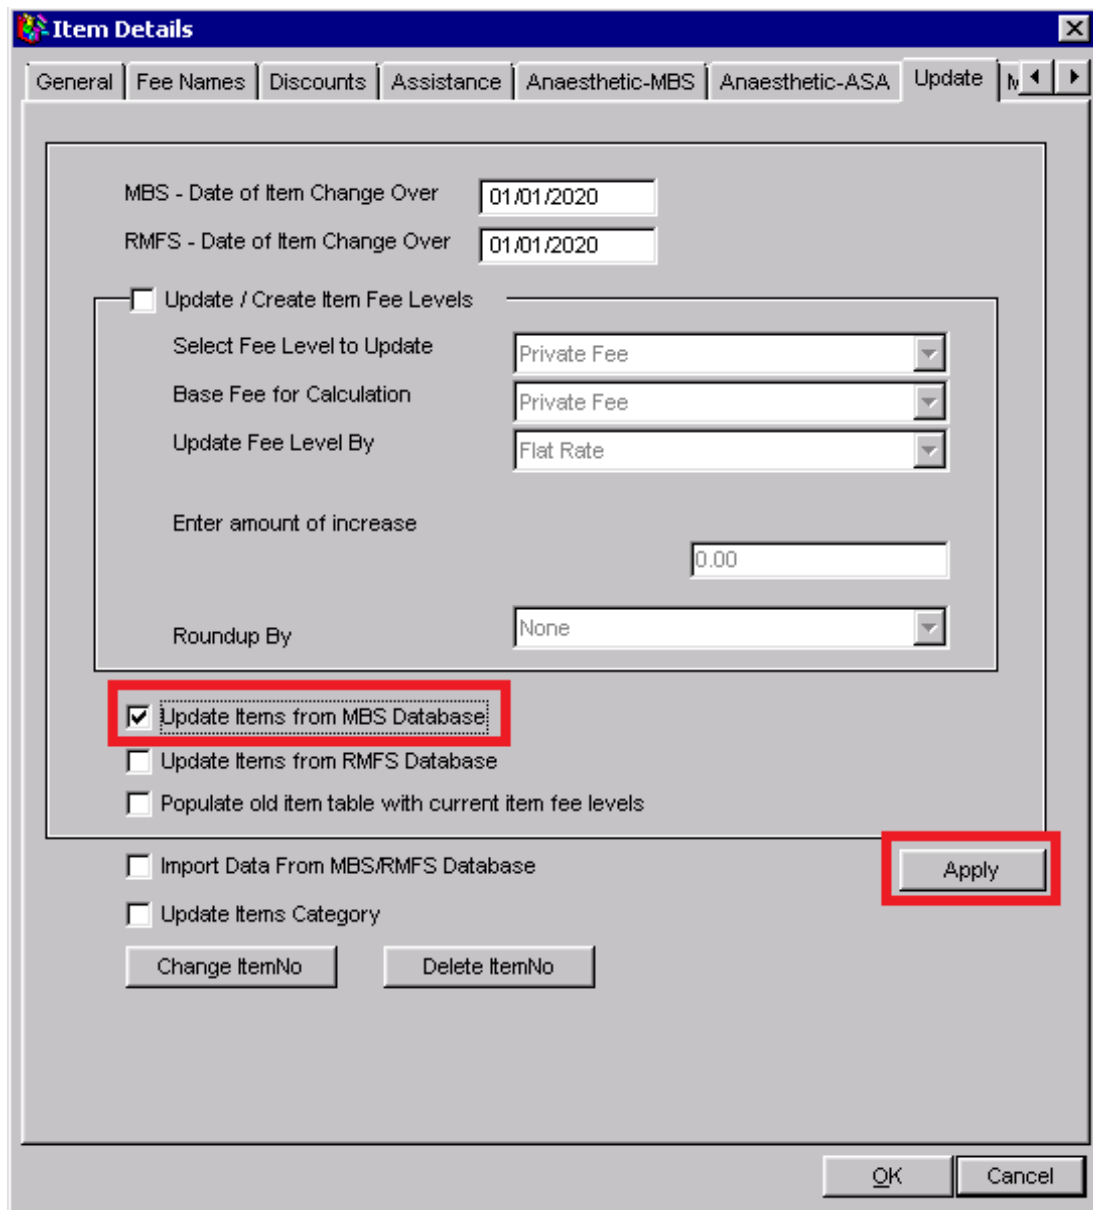 Item Details
General Fee Names Discounts Assistance Anaesthetic-MBS Anaesthetic-ASA Update
MBS - Date of Item Change Over 01/01/2020
RMFS - Date of Item Change Over 01/01/2020
Update / Create Item Fee Levels
Select Fee Level to Update Private Fee
Base Fee for Calculation Private Fee
Update Fee Level By Flat Rate
Enter amount of increase
0.00
Roundup By None
Update Items from MBS Database
Update Items from RMFS Database
Populate old item table with current item fee levels
Import Data From MBS/RMFS Database Apply
Update Items Category
Change ItemNo Delete ItemNo
OK Cancel